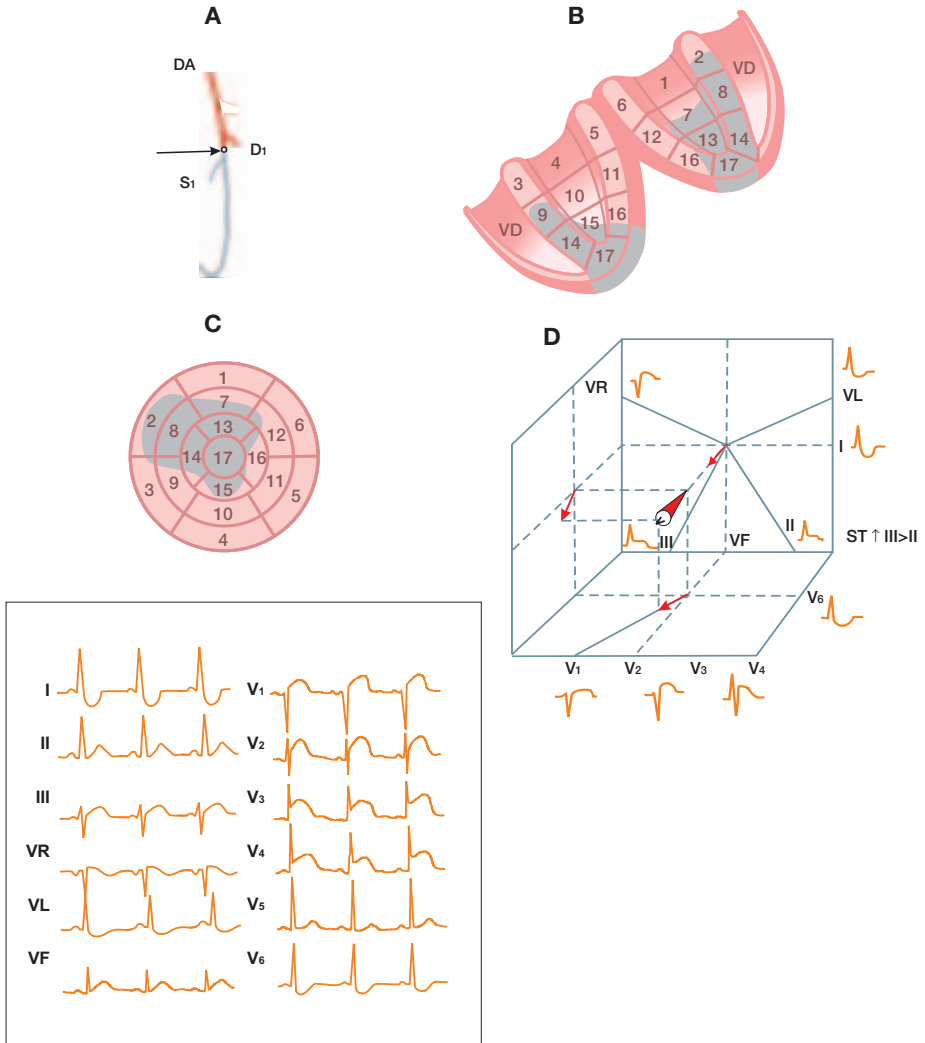 A
DA
D1
S1
B
1
2
VD
6
7
8
5
12
13
14
4
16
17
3
11
10
9
15
16
VD
14
17
C
1
7
2
6
13
8
12
14
17
16
9
11
3
15
5
10
4
D
VR
VL
I
II
III
VF
ST ↑ III>II
V6
V1
V2
V3
V4
I
V1
II
V2
III
V3
VR
V4
VL
V5
VF
V6